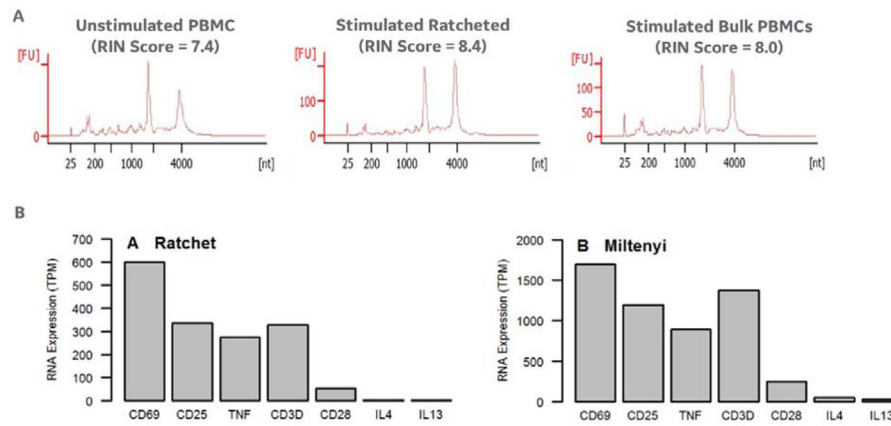 A
Unstimulated PBMC
(RIN Score = 7.4)
[FU]
0
25 200 1000 4000 [nt]
Stimulated Ratcheted
(RIN Score = 8.4)
[FU]
100
0
25 200 1000 4000 [nt]
Stimulated Bulk PBMCs
(RIN Score = 8.0)
[FU]
100
50
0
25 200 1000 4000 [nt]
B
A Ratchet
RNA Expression (TPM)
700
600
500
400
300
200
100
0
CD69 CD25 TNF CD3D CD28 IL4 IL13
B Miltenyi
RNA Expression (TPM)
2000
1500
1000
500
0
CD69 CD25 TNF CD3D CD28 IL4 IL13